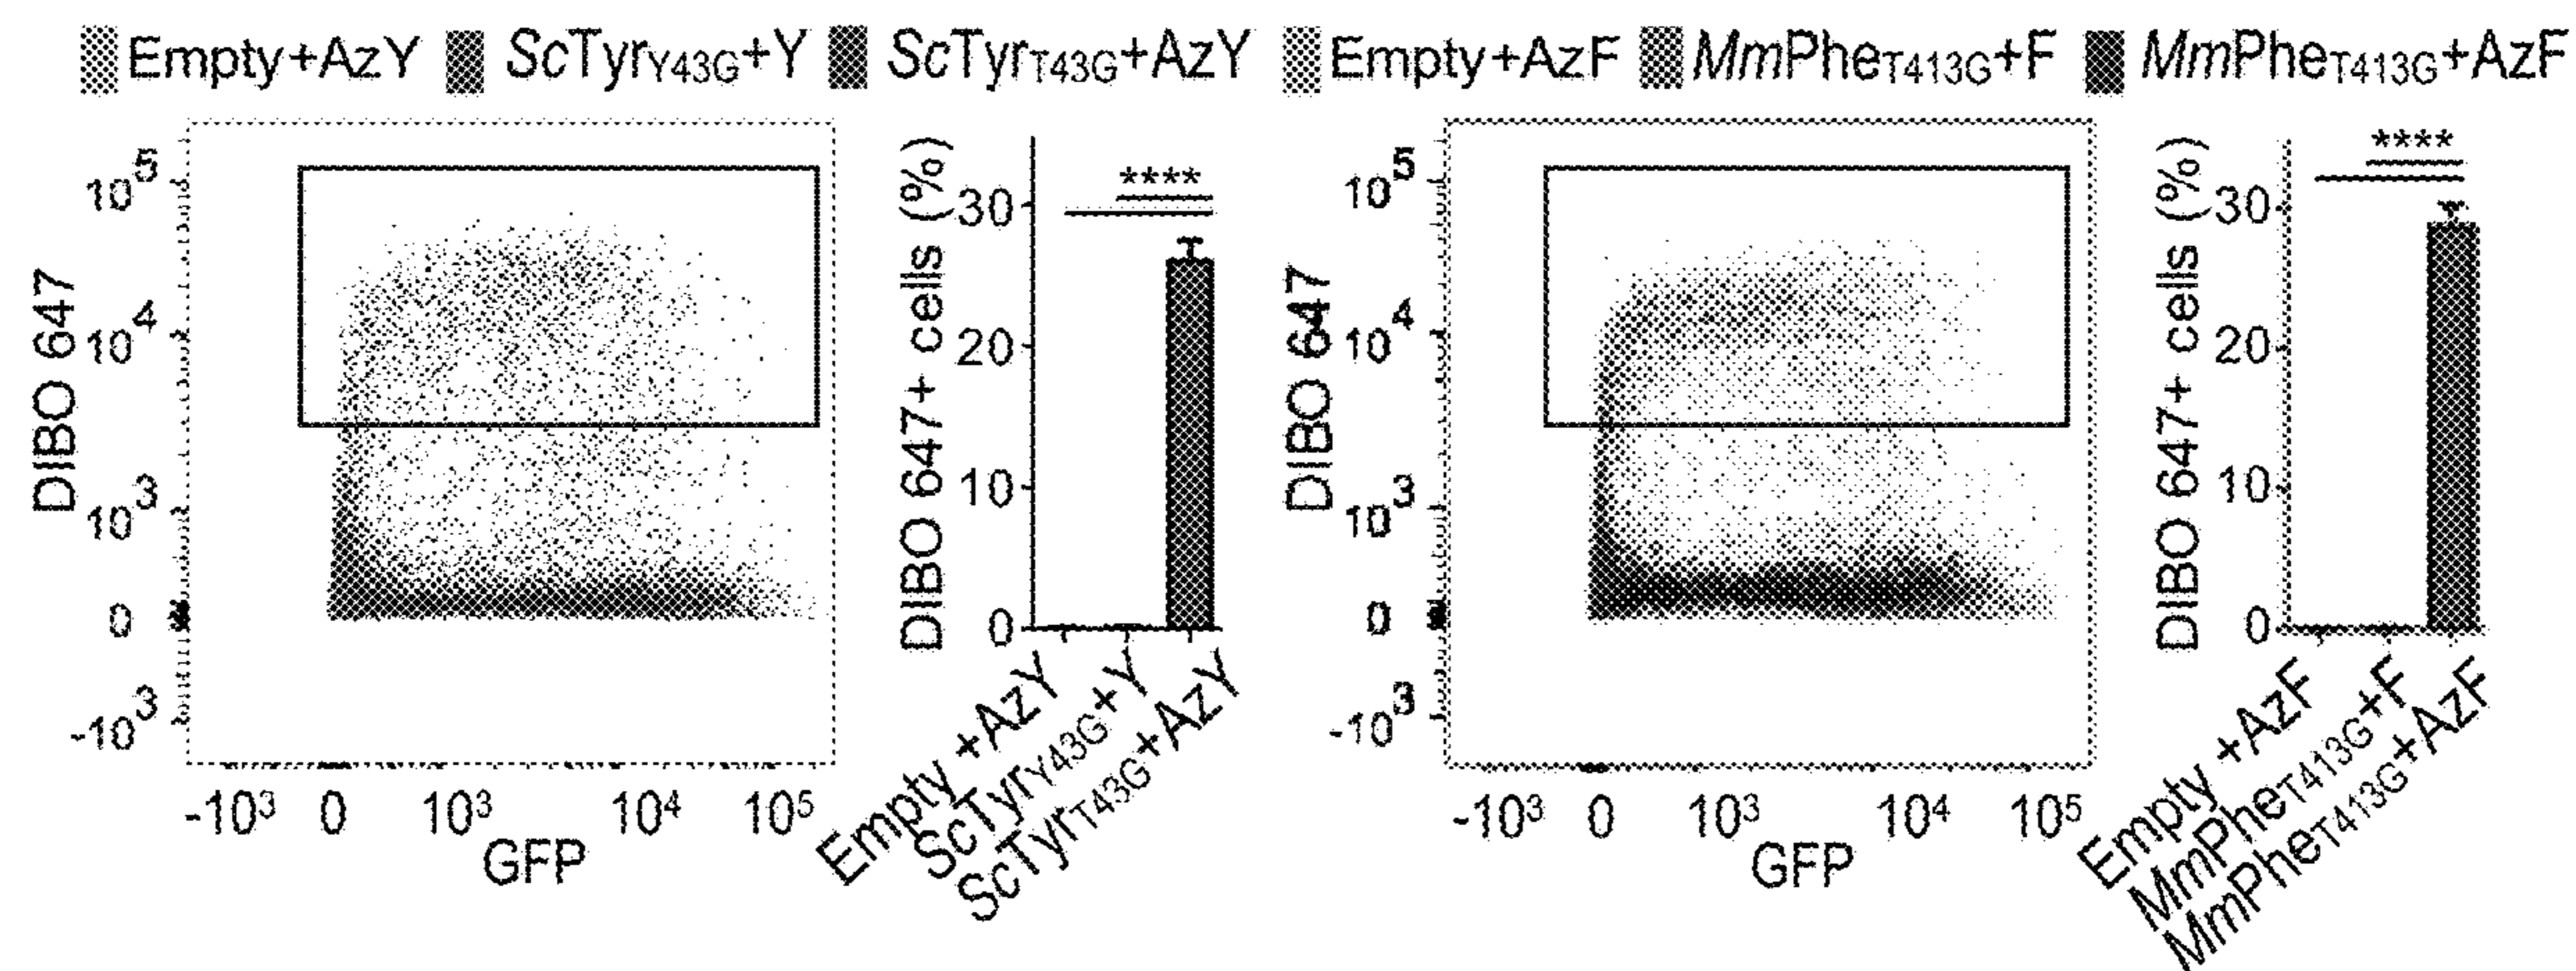 Empty+AzY ScTyrY43G+Y ScTyrT43G+AzY Empty+AzF MmPheT413G+F MmPheT413G+AzF
DIBO 647
10^5
10^4
10^3
0
-10^3
-10^3 0 10^3 10^4 10^5
GFP
DIBO 647+ cells (%)
30
20
10
0
****
Empty +AzY
ScTyrY43G+Y
ScTyrT43G+AzY
DIBO 647
10^5
10^4
10^3
0
-10^3
-10^3 0 10^3 10^4 10^5
GFP
DIBO 647+ cells (%)
30
20
10
0
****
Empty +AzF
MmPheT413G+F
MmPheT413G+AzF